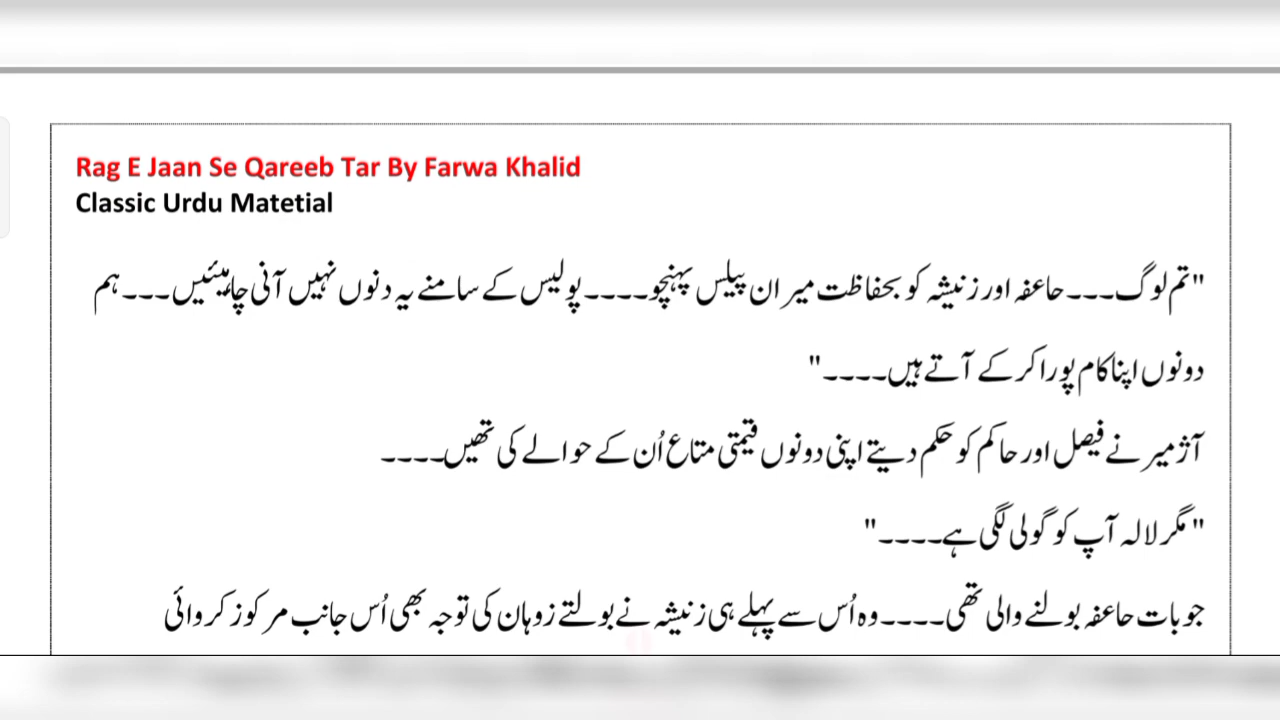 Rag E Jaan Se Qareeb Tar By Farwa Khalid
Classic Urdu Matetial
"تم لوگ۔۔۔ حاعفہ اور زنیشہ کو بحفاظت میران پیلس پہنچو۔۔۔۔ پولیس کے سامنے یہ دنوں نہیں آنی چاہیئیں۔۔۔ ہم
دونوں اپنا کام پورا کر کے آتے ہیں۔۔۔۔"
آژمیر نے فیصل اور حاکم کو حکم دیتے اپنی دونوں قیمتی متاع اُن کے حوالے کی تھیں۔۔۔۔
"مگر لالہ آپ کو گولی لگی ہے۔۔۔۔"
جو بات حاعفہ بولنے والی تھی۔۔۔۔ وہ اُس سے پہلے ہی زنیشہ نے بولتے زوہان کی توجہ بھی اُس جانب مرکوز کروائی